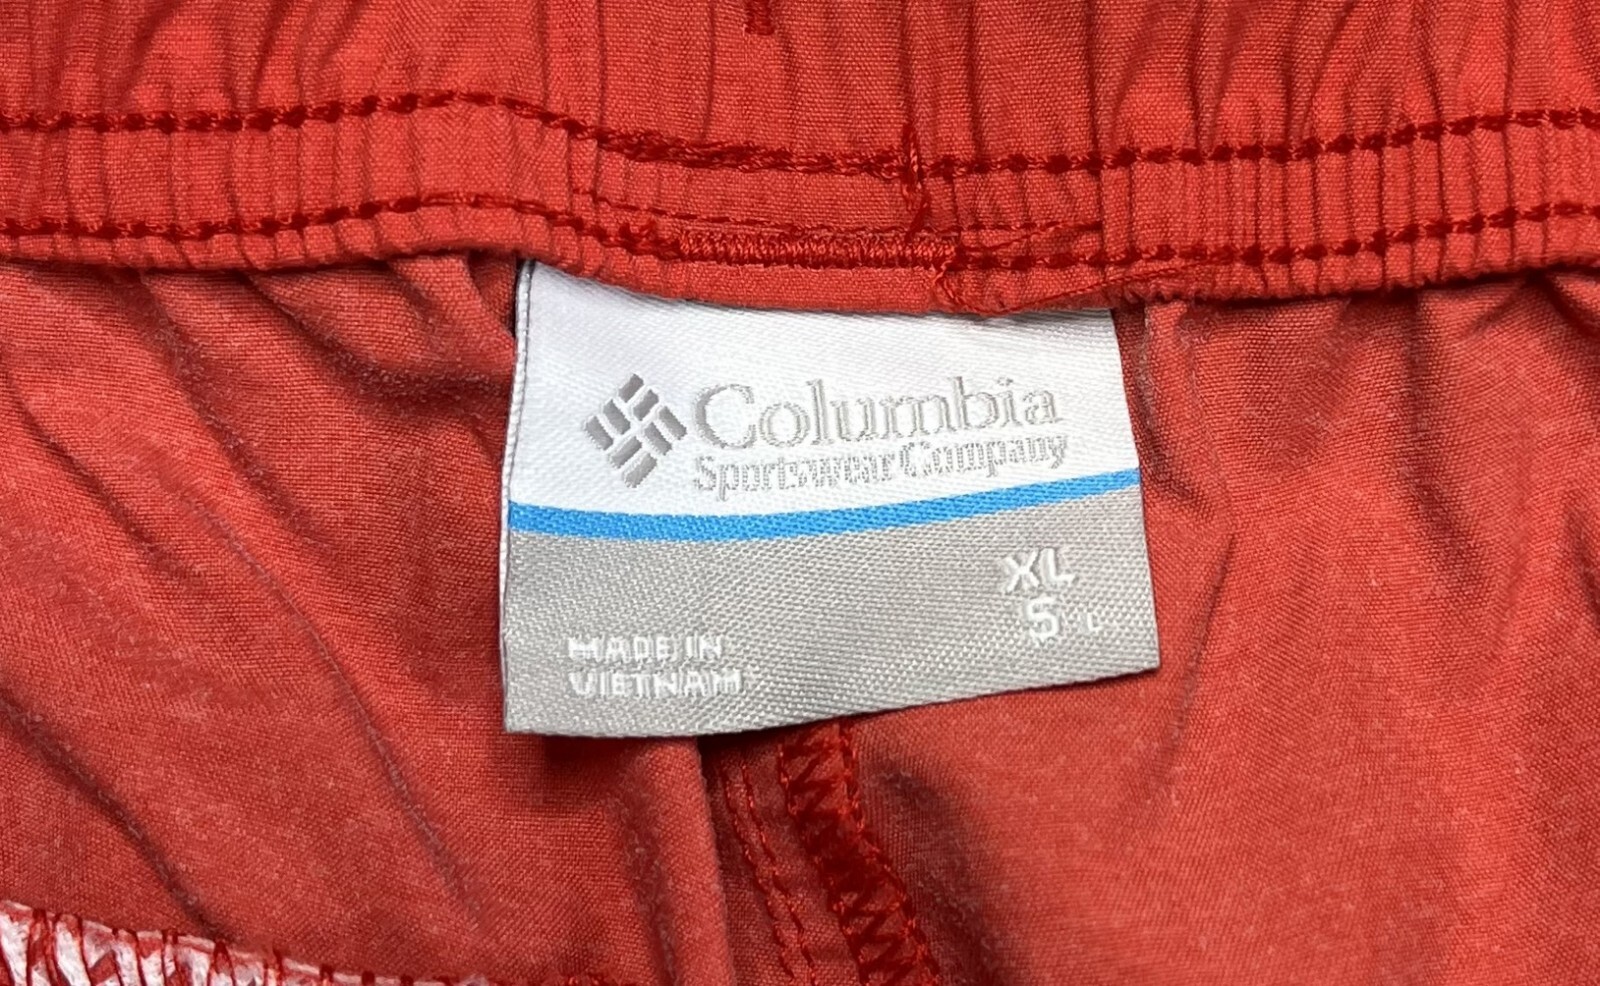 Columbia
Sportswear Company
XL
S
MADE IN
VIETNAM